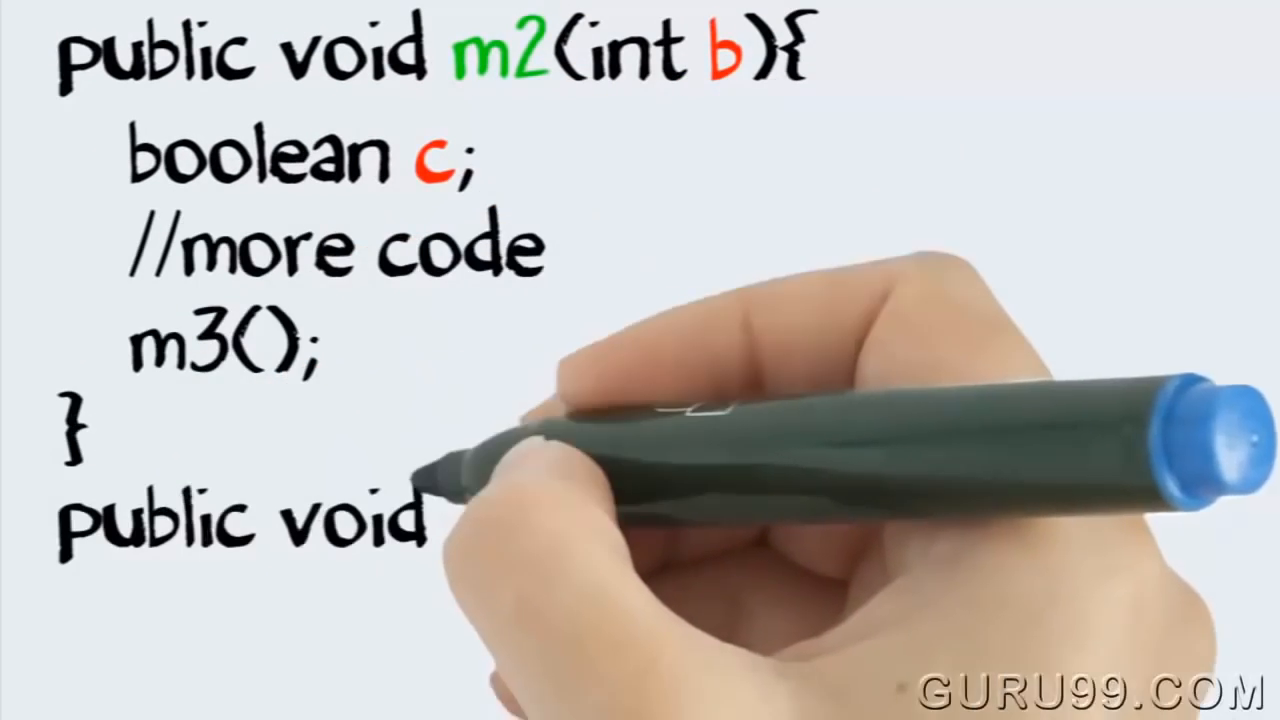 public void m2(int b){
boolean c;
//more code
m3();
}
public void
GURU99.COM